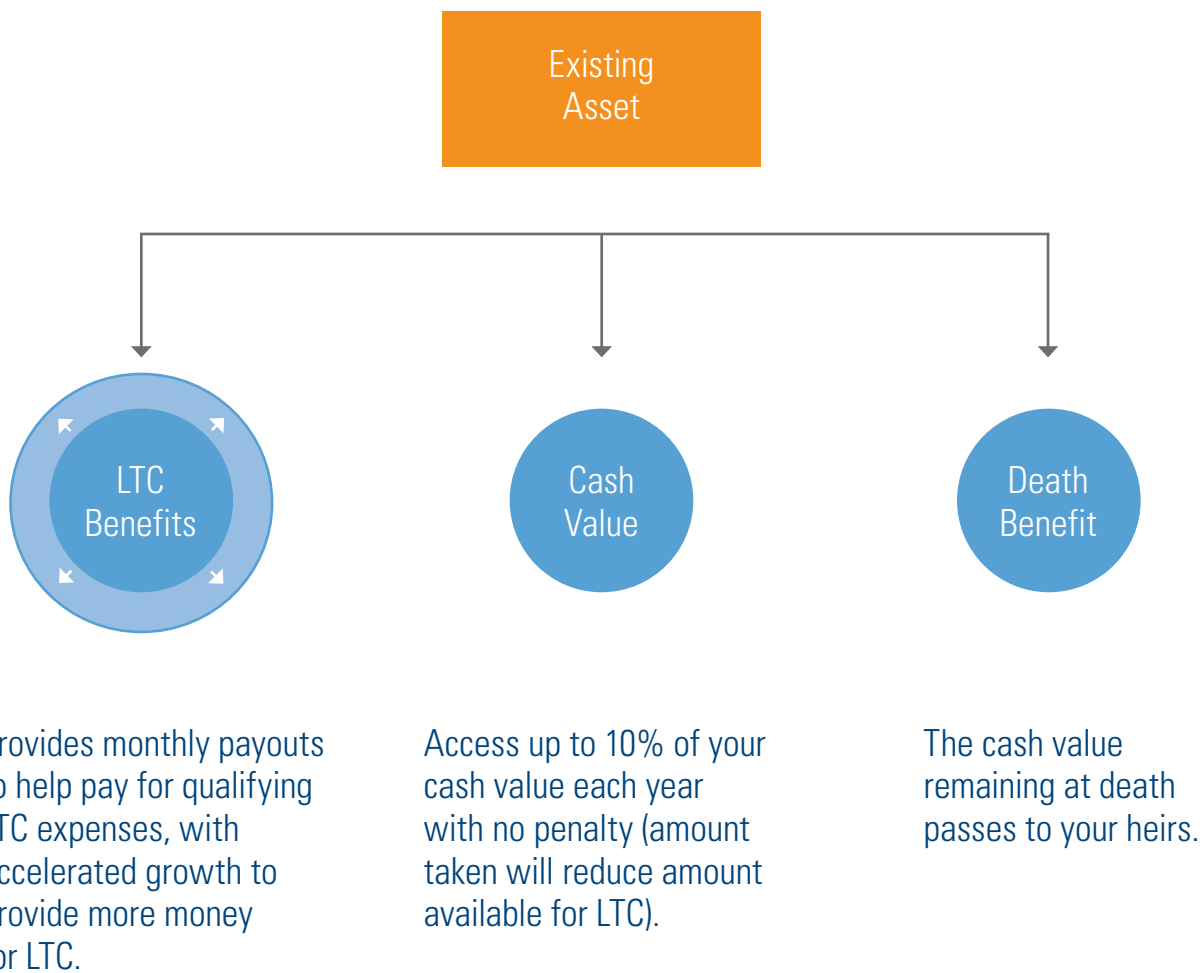 Existing
Asset
LTC
Benefits
Cash
Value
Death
Benefit
rovides monthly payouts
o help pay for qualifying
TC expenses, with
ccelerated growth to
rovide more money
or LTC.
Access up to 10% of your
cash value each year
with no penalty (amount
taken will reduce amount
available for LTC).
The cash value
remaining at death
passes to your heirs.